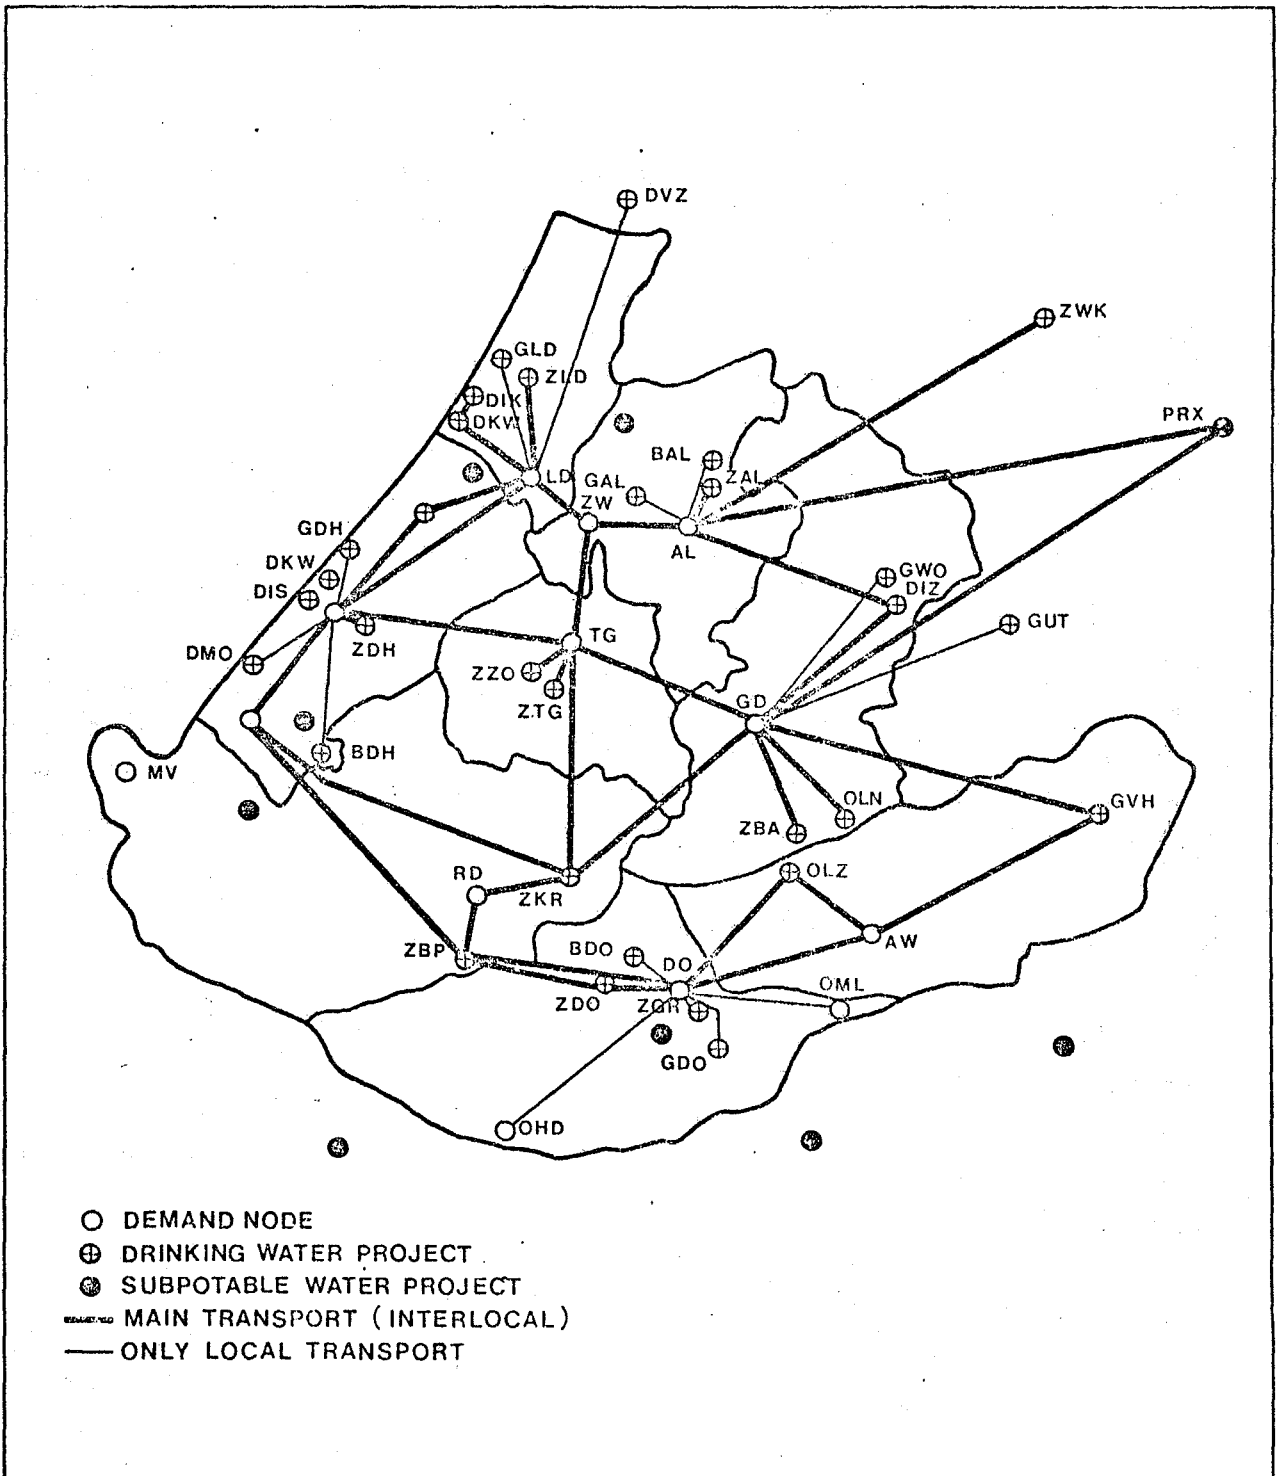 DVZ
ZWK
GLD
ZLD
DIK
DKW
PRX
BAL
ZAL
GAL
LD
ZW
AL
GDH
DKW
DIS
GWO
DIZ
GUT
ZDH
TG
DMO
ZZO
ZTG
GD
BDH
MV
OLN
GVH
ZBA
RD
ZKR
OLZ
ZBP
BDO
DO
AW
ZDO
ZGR
OML
GDO
OHD
DEMAND NODE
DRINKING WATER PROJECT
SUBPOTABLE WATER PROJECT
MAIN TRANSPORT (INTERLOCAL)
ONLY LOCAL TRANSPORT